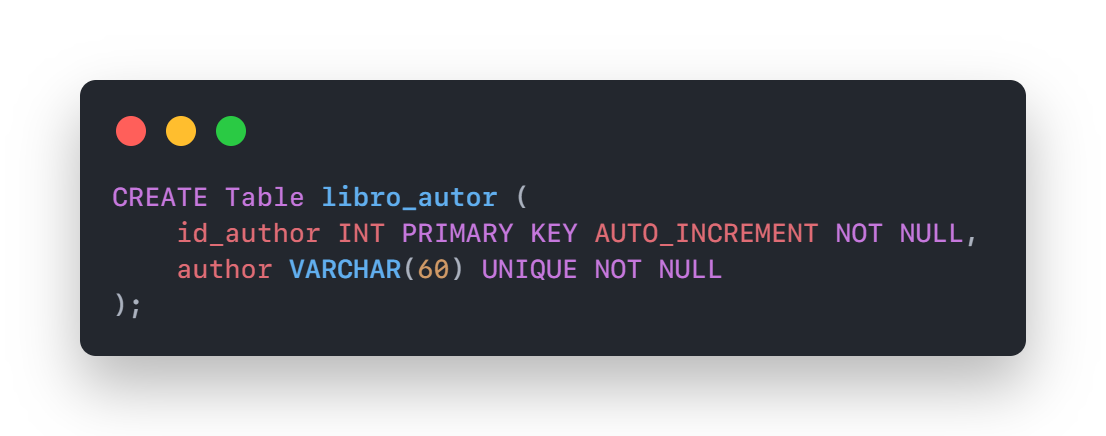 CREATE Table libro_autor (
    id_author INT PRIMARY KEY AUTO_INCREMENT NOT NULL,
    author VARCHAR(60) UNIQUE NOT NULL
);